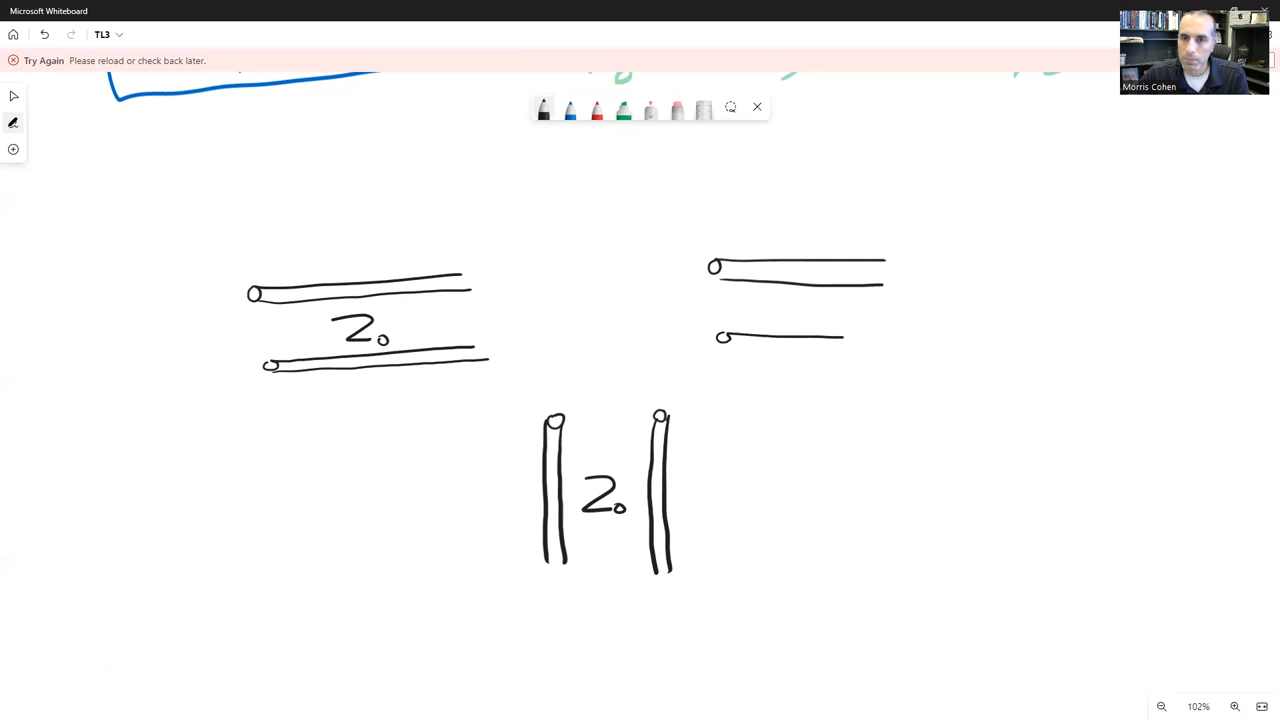 Microsoft Whiteboard
TL3
Try Again Please reload or check back later.
Morris Cohen
Z₀
Z₀
102%